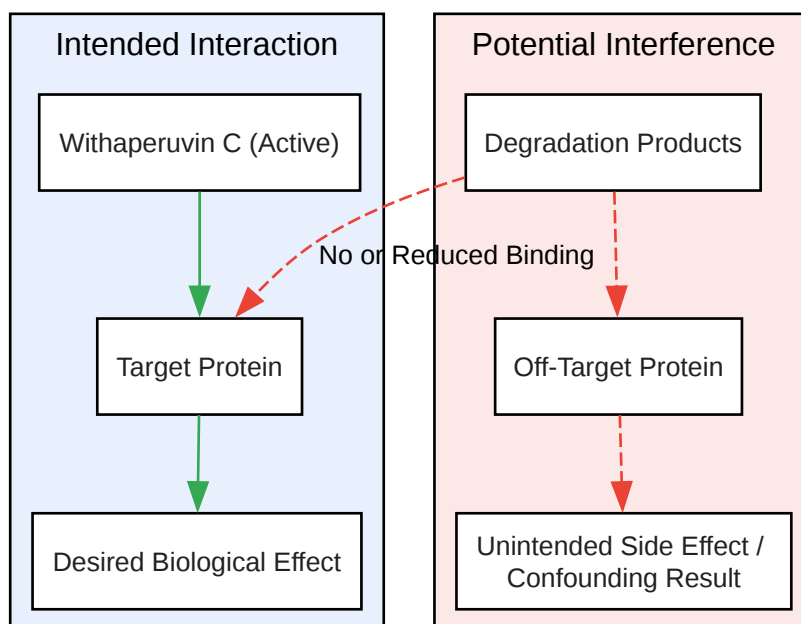 Intended Interaction
Withaperuvin C (Active)
Target Protein
Desired Biological Effect
Potential Interference
Degradation Products
No or Reduced Binding
Off-Target Protein
Unintended Side Effect /
Confounding Result